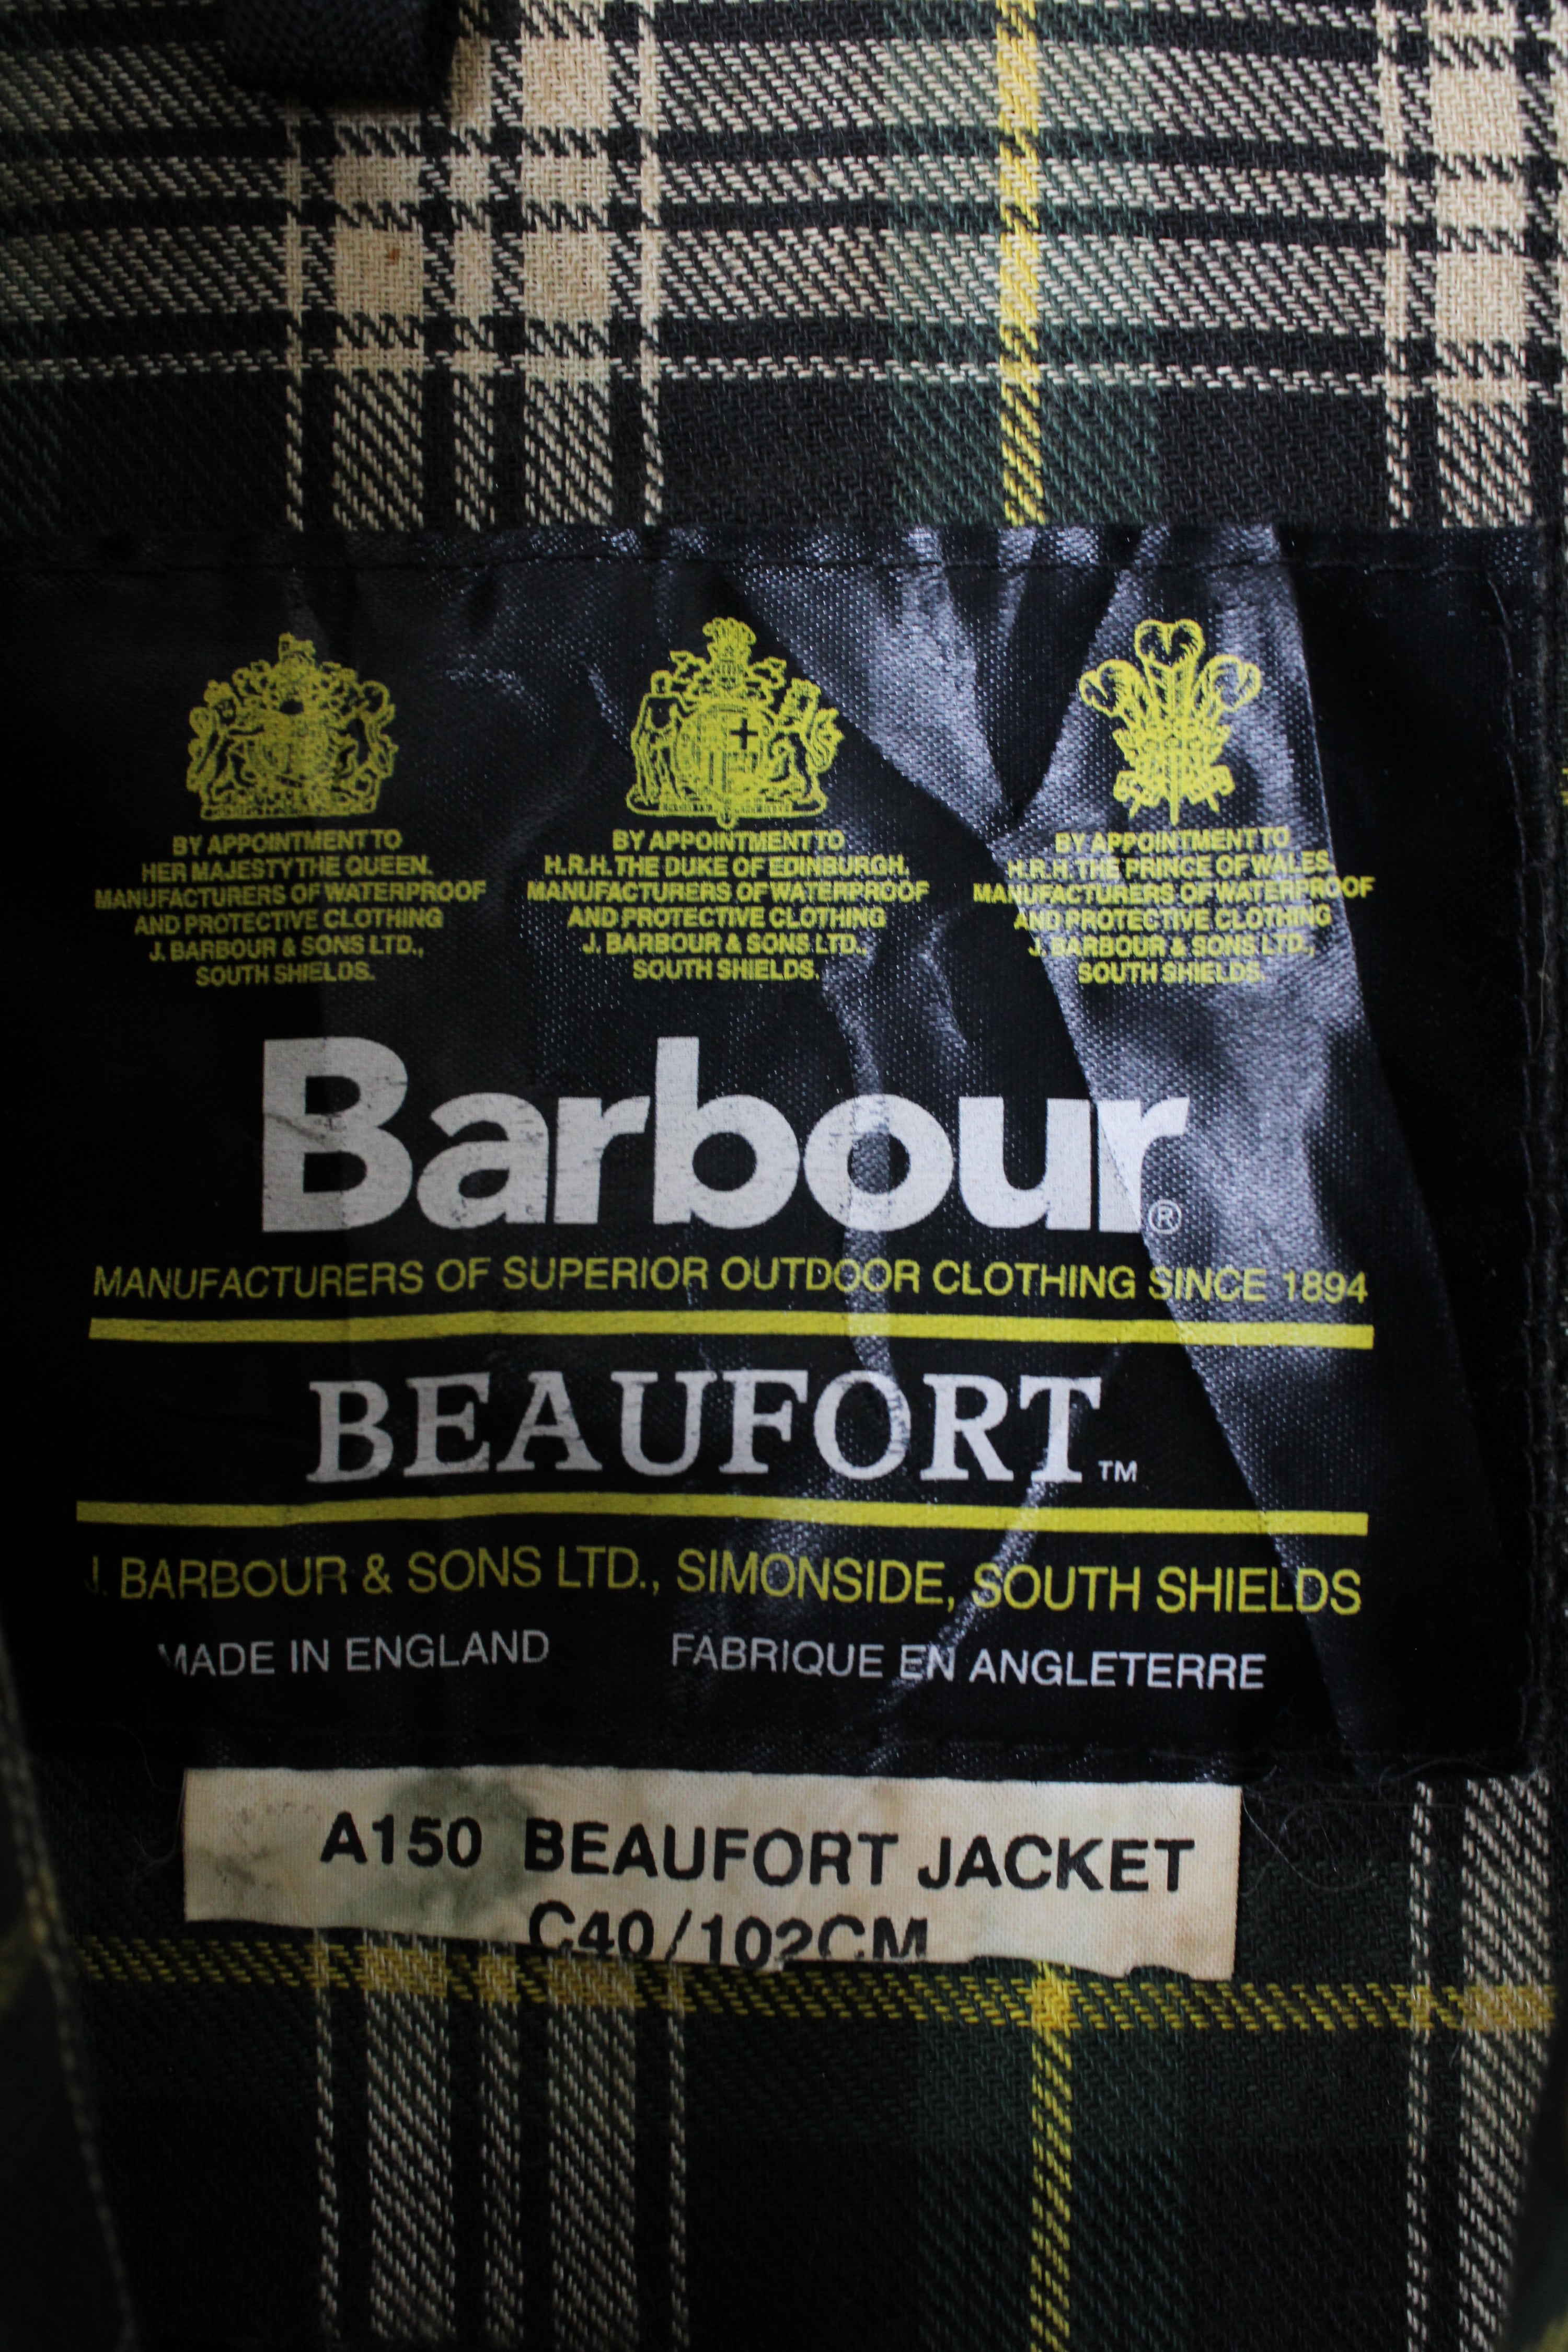 BY APPOINTMENT TO
HER MAJESTY THE QUEEN.
MANUFACTURERS OF WATERPROOF
AND PROTECTIVE CLOTHING
J. BARBOUR & SONS LTD.,
SOUTH SHIELDS.
BY APPOINTMENT TO
H.R.H. THE DUKE OF EDINBURGH.
MANUFACTURERS OF WATERPROOF
AND PROTECTIVE CLOTHING
J. BARBOUR & SONS LTD.,
SOUTH SHIELDS.
BY APPOINTMENT TO
H.R.H. THE PRINCE OF WALES.
MANUFACTURERS OF WATERPROOF
AND PROTECTIVE CLOTHING
J. BARBOUR & SONS LTD.,
SOUTH SHIELDS.
Barbour®
MANUFACTURERS OF SUPERIOR OUTDOOR CLOTHING SINCE 1894
BEAUFORT™
J. BARBOUR & SONS LTD., SIMONSIDE, SOUTH SHIELDS
MADE IN ENGLAND FABRIQUE EN ANGLETERRE
A150 BEAUFORT JACKET
C40/102CM